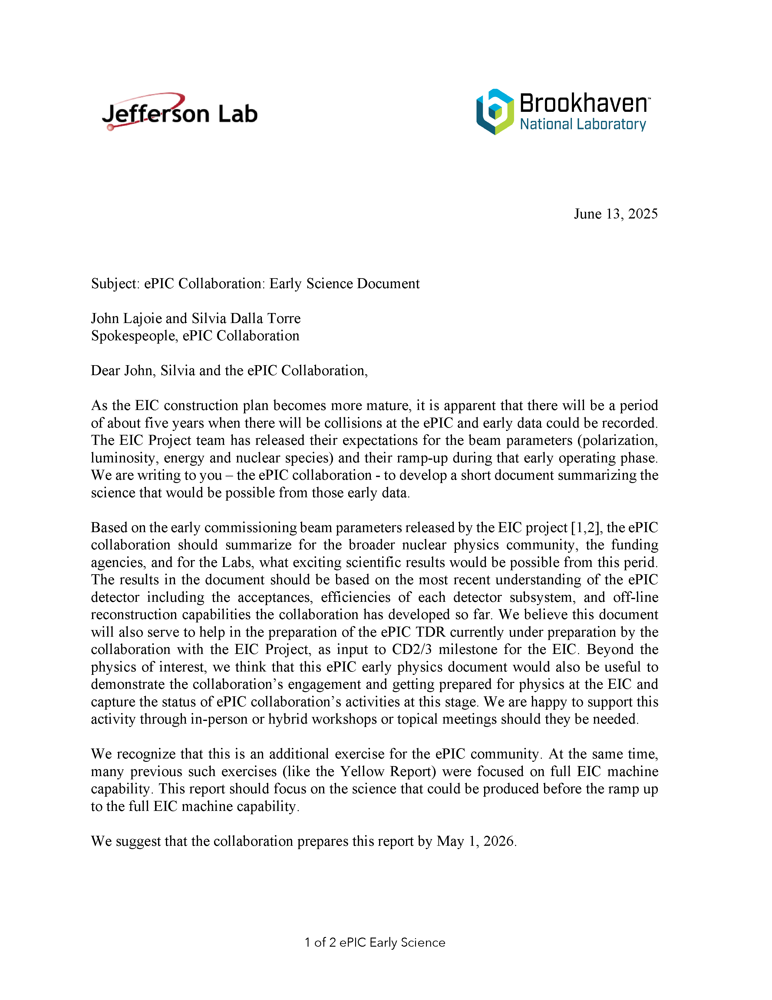 Jefferson Lab
Brookhaven™
National Laboratory
June 13, 2025
Subject: ePIC Collaboration: Early Science Document
John Lajoie and Silvia Dalla Torre
Spokespeople, ePIC Collaboration
Dear John, Silvia and the ePIC Collaboration,
As the EIC construction plan becomes more mature, it is apparent that there will be a period
of about five years when there will be collisions at the ePIC and early data could be recorded.
The EIC Project team has released their expectations for the beam parameters (polarization,
luminosity, energy and nuclear species) and their ramp-up during that early operating phase.
We are writing to you – the ePIC collaboration - to develop a short document summarizing the
science that would be possible from those early data.
Based on the early commissioning beam parameters released by the EIC project [1,2], the ePIC
collaboration should summarize for the broader nuclear physics community, the funding
agencies, and for the Labs, what exciting scientific results would be possible from this perid.
The results in the document should be based on the most recent understanding of the ePIC
detector including the acceptances, efficiencies of each detector subsystem, and off-line
reconstruction capabilities the collaboration has developed so far. We believe this document
will also serve to help in the preparation of the ePIC TDR currently under preparation by the
collaboration with the EIC Project, as input to CD2/3 milestone for the EIC. Beyond the
physics of interest, we think that this ePIC early physics document would also be useful to
demonstrate the collaboration’s engagement and getting prepared for physics at the EIC and
capture the status of ePIC collaboration’s activities at this stage. We are happy to support this
activity through in-person or hybrid workshops or topical meetings should they be needed.
We recognize that this is an additional exercise for the ePIC community. At the same time,
many previous such exercises (like the Yellow Report) were focused on full EIC machine
capability. This report should focus on the science that could be produced before the ramp up
to the full EIC machine capability.
We suggest that the collaboration prepares this report by May 1, 2026.
1 of 2 ePIC Early Science